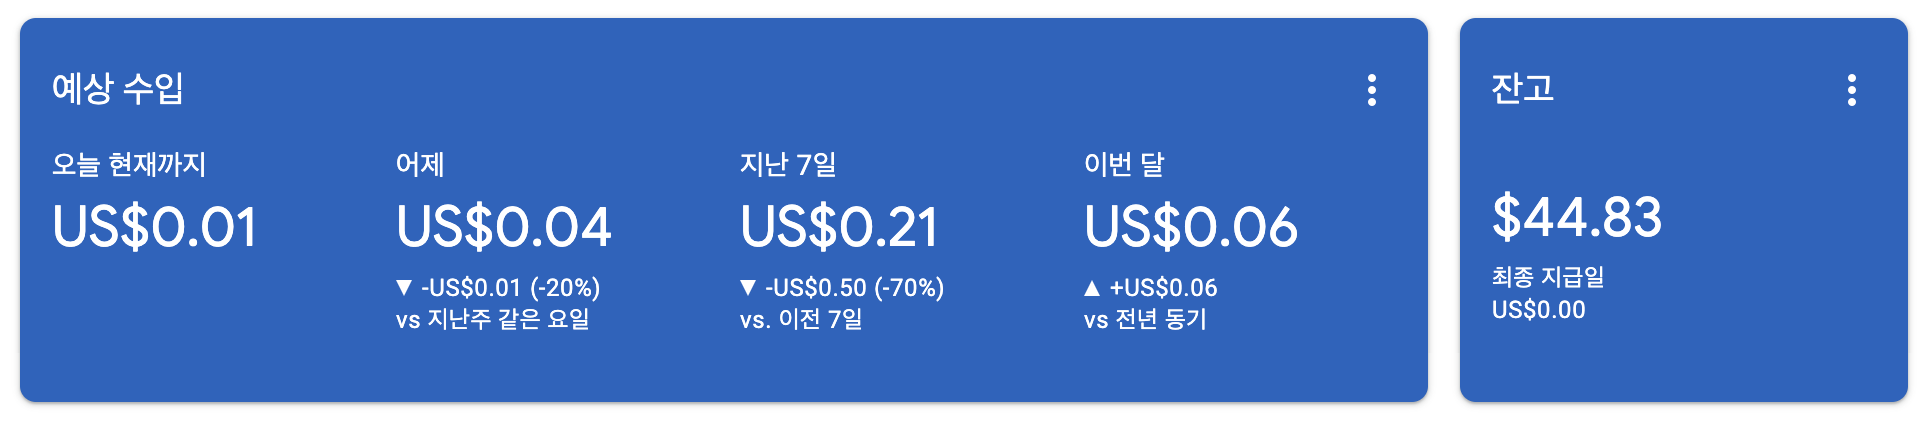 예상 수입
오늘 현재까지
US$0.01
어제
US$0.04
▼ -US$0.01 (-20%)
vs 지난주 같은 요일
지난 7일
US$0.21
▼ -US$0.50 (-70%)
vs. 이전 7일
이번 달
US$0.06
▲ +US$0.06
vs 전년 동기
잔고
$44.83
최종 지급일
US$0.00